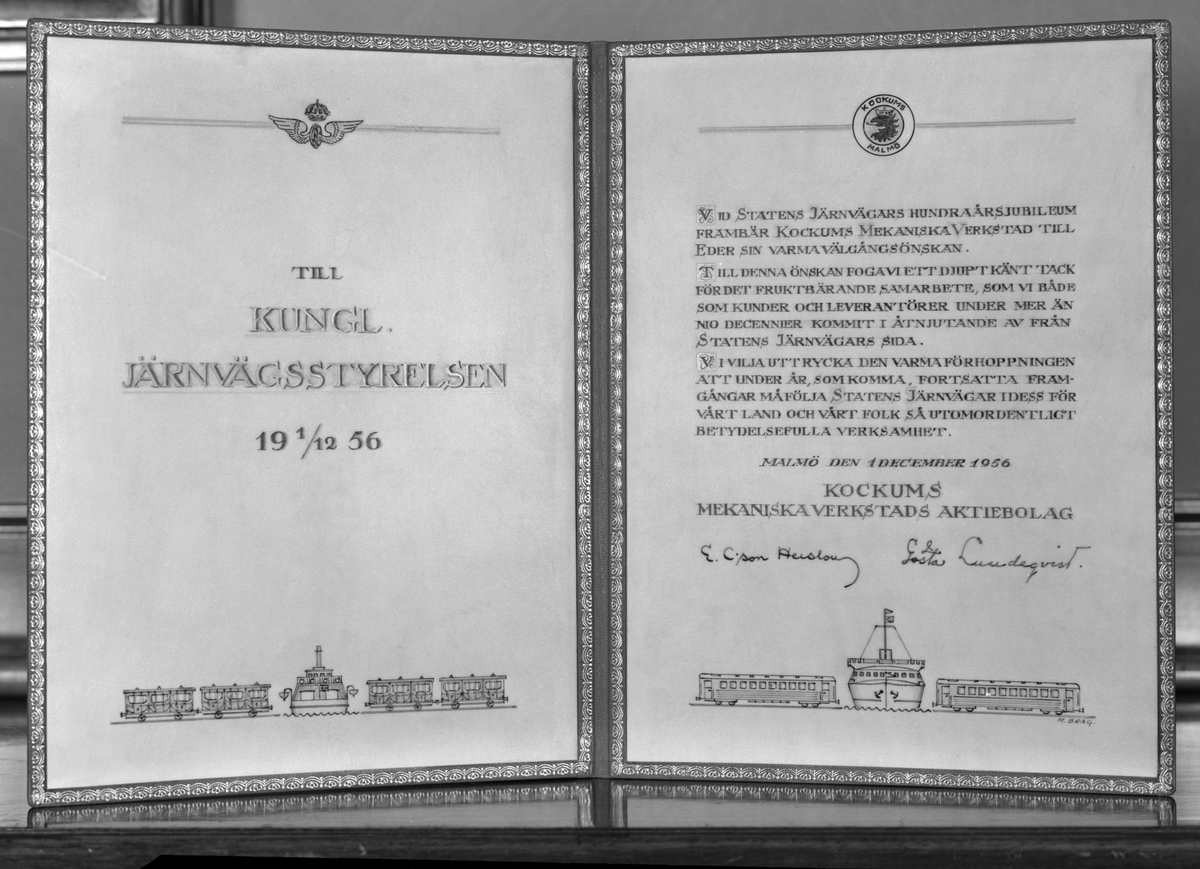 TILL
KUNGL.
JÄRNVÄGSSTYRELSEN
19 1/12 56
KOCKUMS
MALMÖ
VID STATENS JÄRNVÄGARS HUNDRAÅRSJUBILEUM
FRAMBÄR KOCKUMS MEKANISKA VERKSTAD TILL
EDER SIN VARMA VÄLGÅNGSÖNSKAN.
TILL DENNA ÖNSKAN FOGA VI ETT DJUPT KÄNT TACK
FÖR DET FRUKTBÄRANDE SAMARBETE, SOM VI BÅDE
SOM KUNDER OCH LEVERANTÖRER UNDER MER ÄN
NIO DECENNIER KOMMIT I ÅTNJUTANDE AV FRÅN
STATENS JÄRNVÄGARS SIDA.
VI VILJA UTTRYCKA DEN VARMA FÖRHOPPNINGEN
ATT UNDER ÅR, SOM KOMMA, FORTSATTA FRAM-
GÅNGAR MÅ FÖLJA STATENS JÄRNVÄGAR I DESS FÖR
VÅRT LAND OCH VÅRT FOLK SÅ UTOMORDENTLIGT
BETYDELSEFULLA VERKSAMHET.
MALMÖ DEN 1 DECEMBER 1956
KOCKUMS
MEKANISKA VERKSTADS AKTIEBOLAG
E. C:son Henslow Gösta Lundeqvist.
H. BRAG.